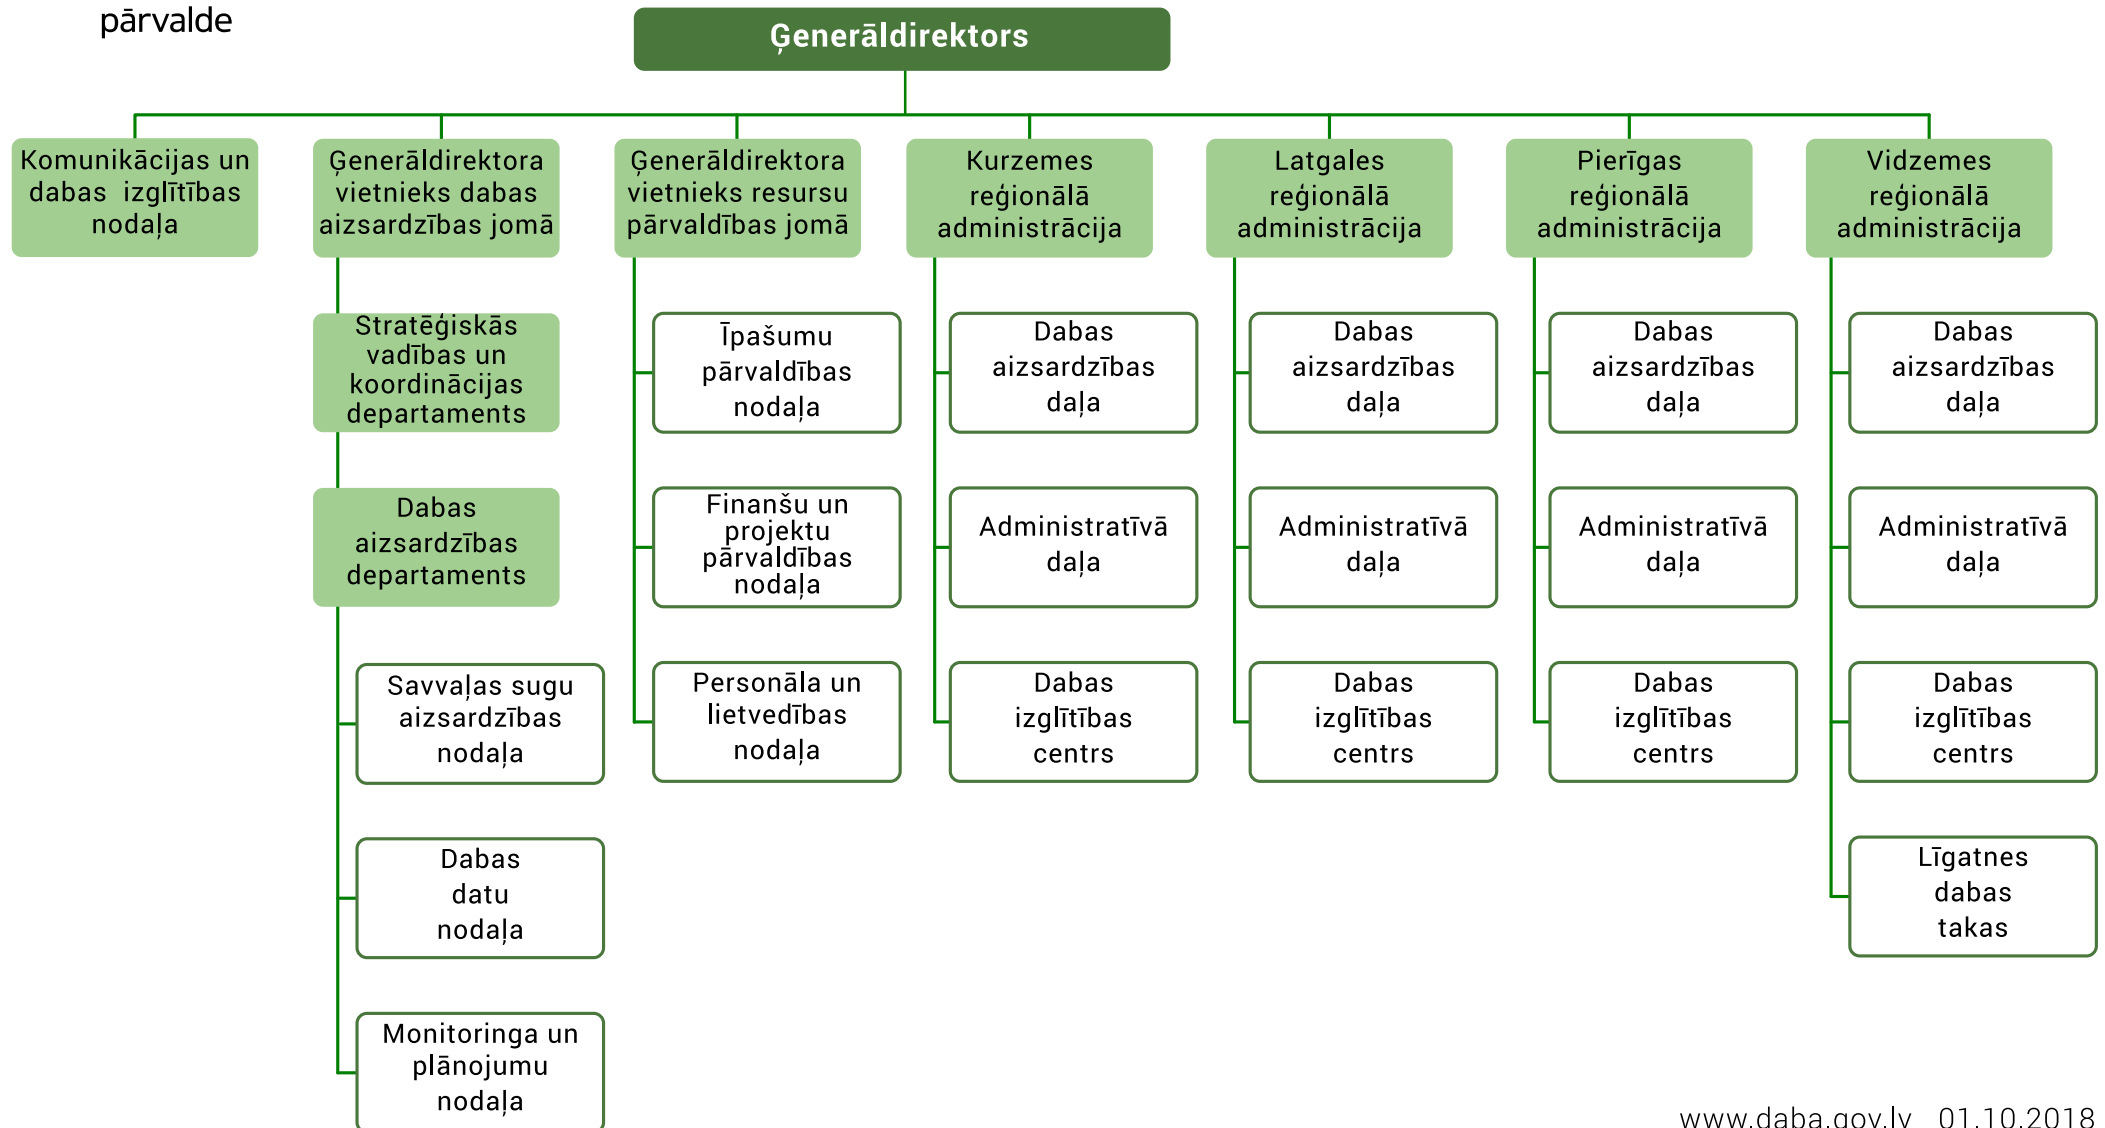 pārvalde
Ģenerāldirektors
Komunikācijas un
dabas izglītības
nodaļa
Ģenerāldirektora
vietnieks dabas
aizsardzības jomā
Ģenerāldirektora
vietnieks resursu
pārvaldības jomā
Kurzemes
reģionālā
administrācija
Latgales
reģionālā
administrācija
Pierīgas
reģionālā
administrācija
Vidzemes
reģionālā
administrācija
Stratēģiskās
vadības un
koordinācijas
departaments
Īpašumu
pārvaldības
nodaļa
Dabas
aizsardzības
daļa
Dabas
aizsardzības
daļa
Dabas
aizsardzības
daļa
Dabas
aizsardzības
daļa
Dabas
aizsardzības
departaments
Finanšu un
projektu
pārvaldības
nodaļa
Administratīvā
daļa
Administratīvā
daļa
Administratīvā
daļa
Administratīvā
daļa
Savvaļas sugu
aizsardzības
nodaļa
Personāla un
lietvedības
nodaļa
Dabas
izglītības
centrs
Dabas
izglītības
centrs
Dabas
izglītības
centrs
Dabas
izglītības
centrs
Dabas
datu
nodaļa
Līgatnes
dabas
takas
Monitoringa un
plānojumu
nodaļa
www.daba.gov.lv 01.10.2018